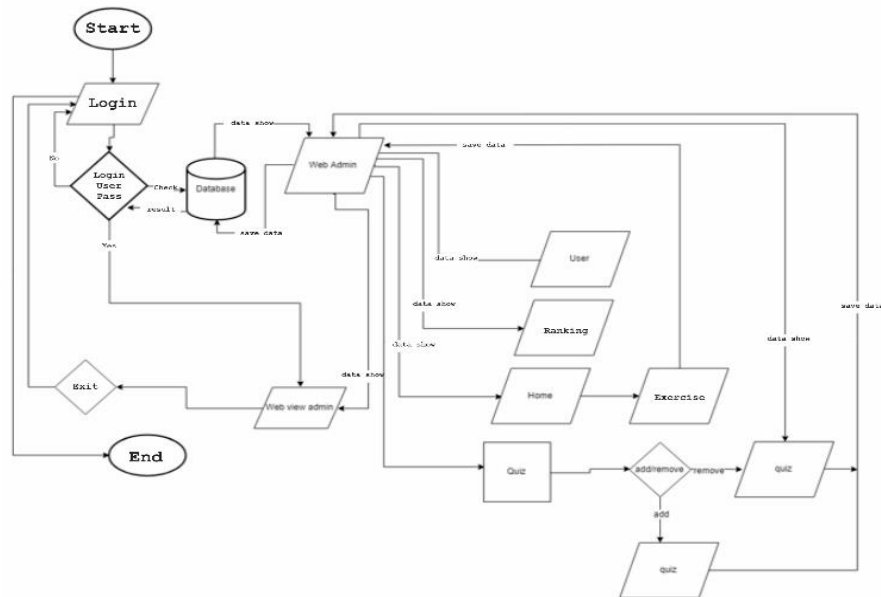 Start
Login
No
Login
User
Pass
Check
result
Yes
Database
data show
save data
Web Admin
save data
data show
User
data show
Ranking
data show
Home
Exercise
data show
save data
data show
Exit
Web view admin
End
Quiz
add/remove
remove
quiz
add
quiz